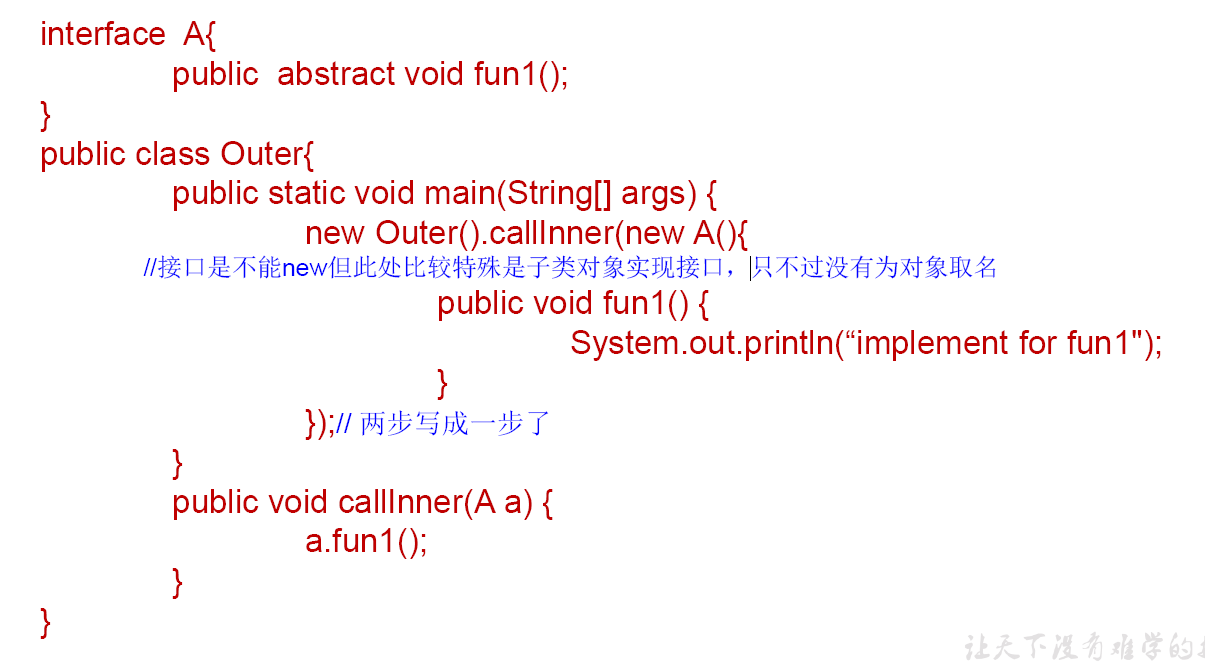 interface  A{
public  abstract void fun1();
}
public class Outer{
public static void main(String[] args) {
new Outer().callInner(new A(){
//接口是不能new但此处比较特殊是子类对象实现接口，只不过没有为对象取名
public void fun1() {
System.out.println(“implement for fun1");
}
});// 两步写成一步了
}
public void callInner(A a) {
a.fun1();
}
}
让天下没有难学的技